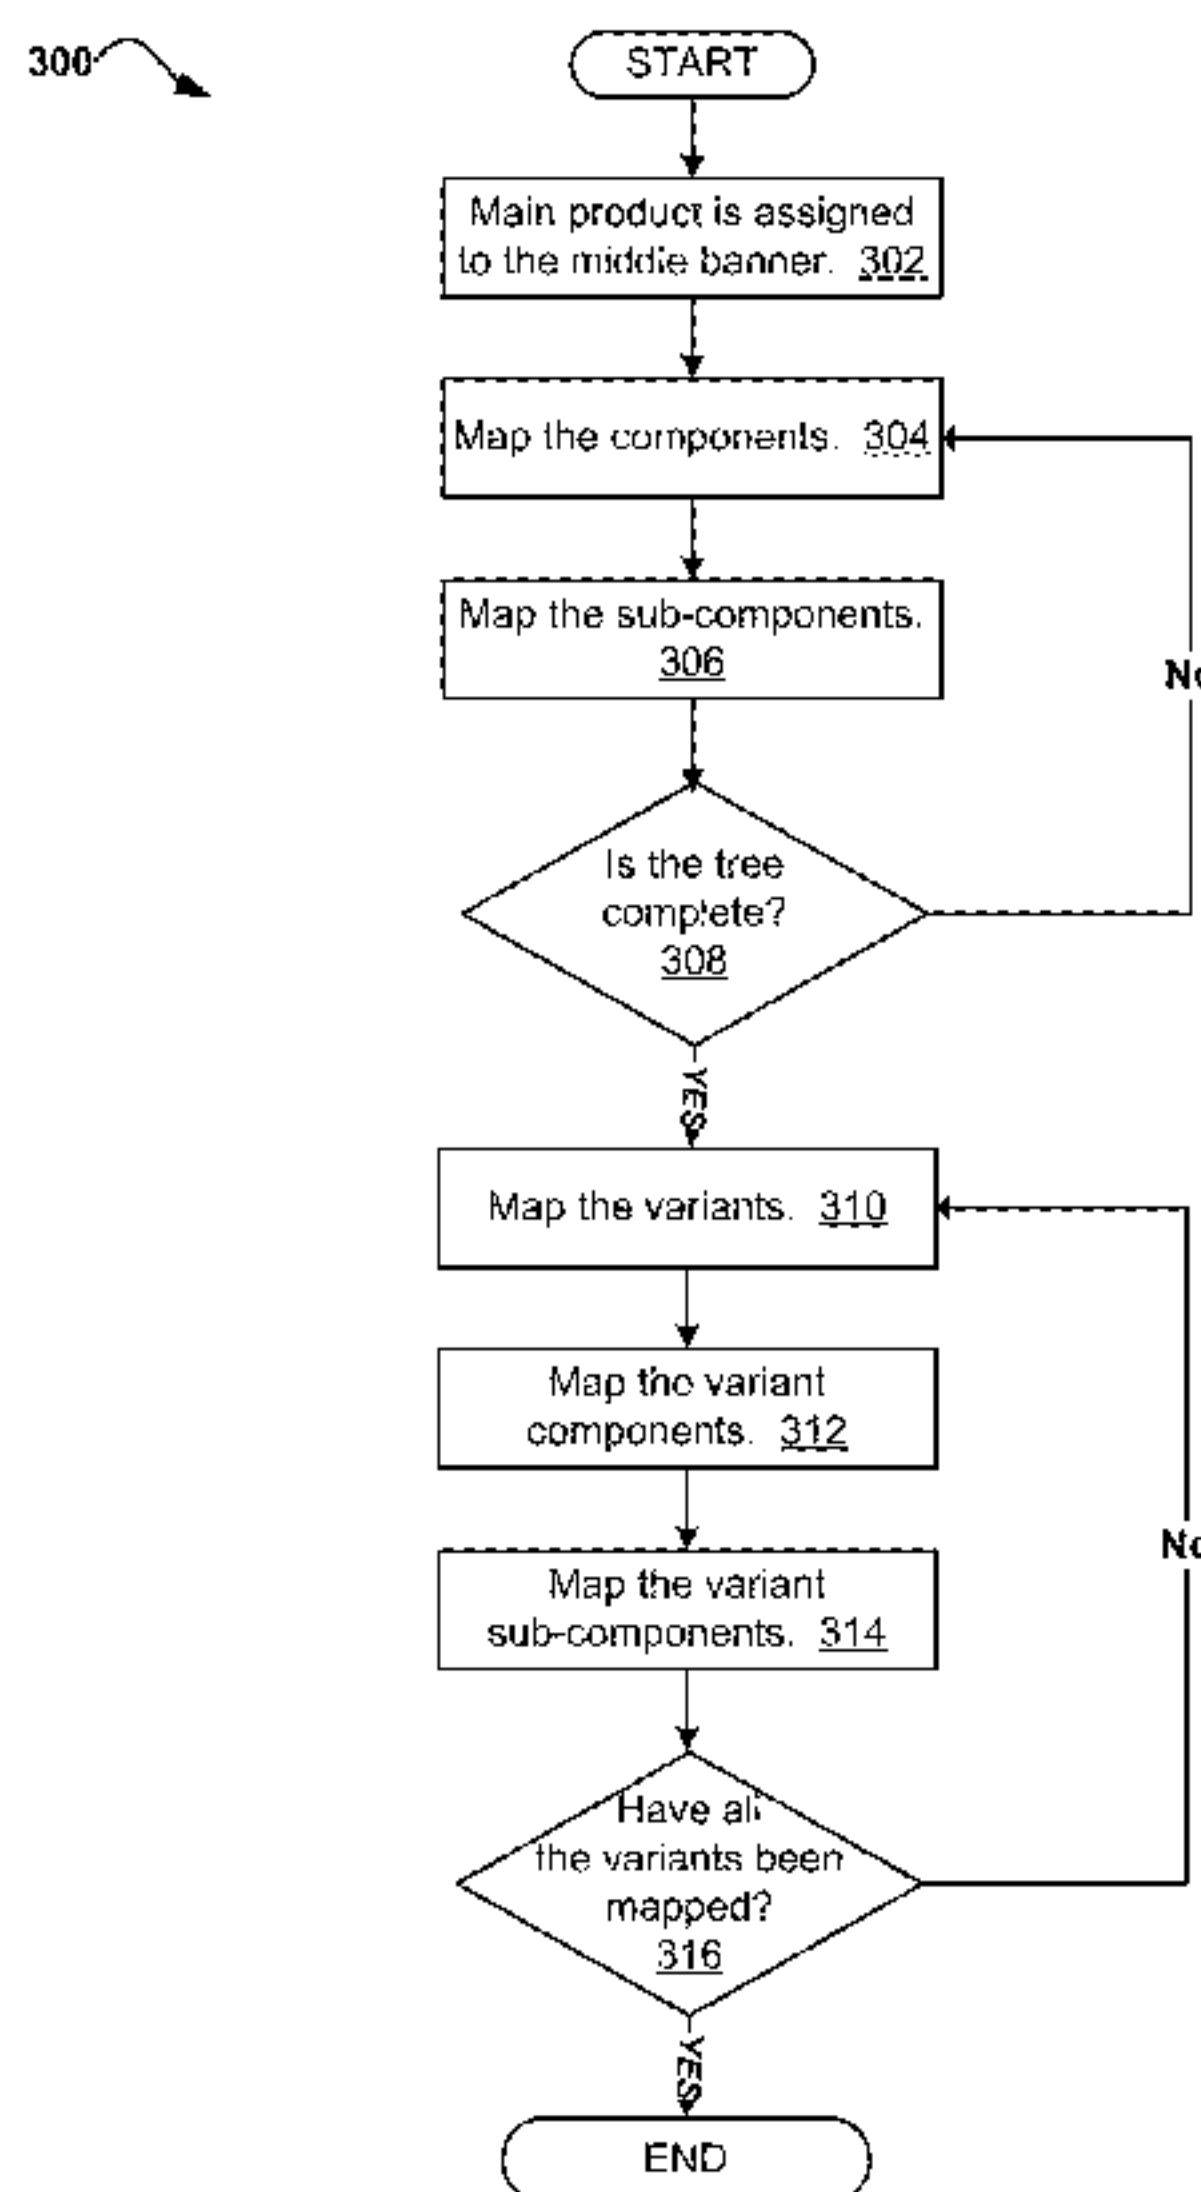 300
START
Main product is assigned
to the middle banner. 302
Map the components. 304
Map the sub-components.
306
No
Is the tree
complete?
308
YES
Map the variants. 310
Map the variant
components. 312
No
Map the variant
sub-components. 314
Have all
the variants been
mapped?
316
YES
END